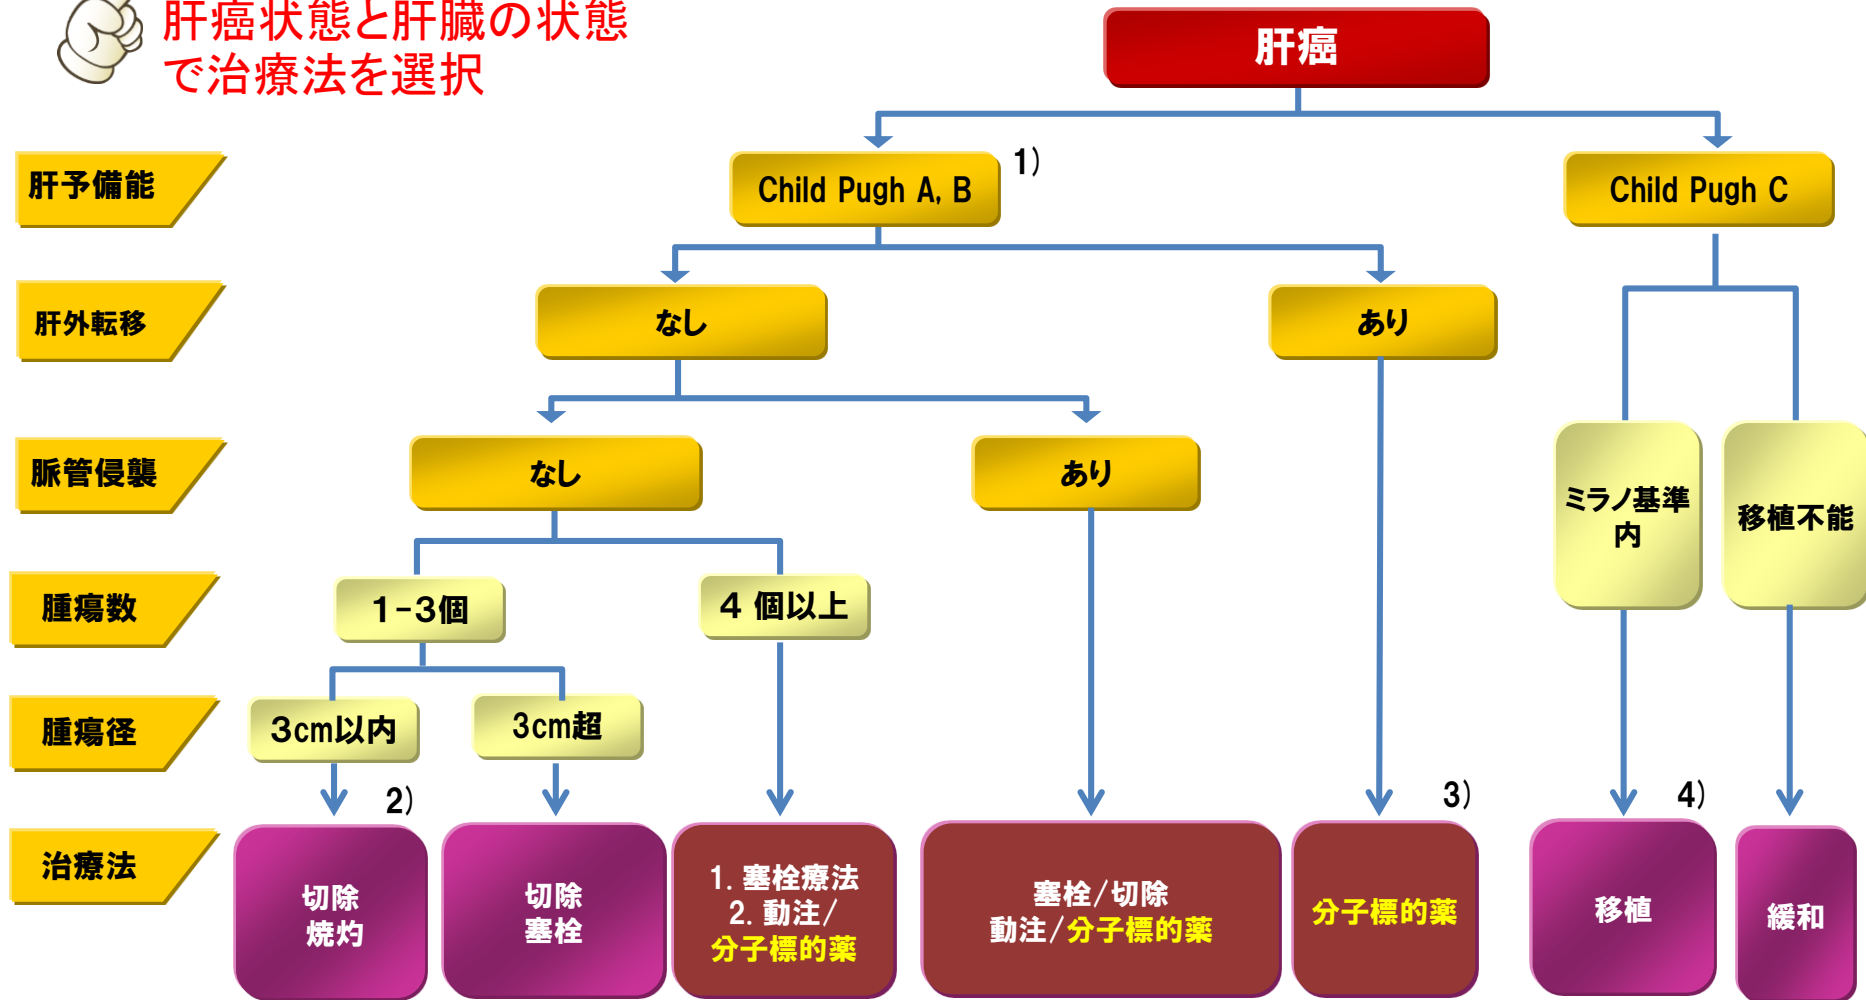 肝癌状態と肝臓の状態
で治療法を選択
肝癌
肝予備能
Child Pugh A, B
1)
Child Pugh C
肝外転移
なし
あり
脈管侵襲
なし
あり
ミラノ基準
内
移植不能
腫瘍数
1-3個
4 個以上
腫瘍径
3cm以内
3cm超
2)
3)
4)
治療法
切除
焼灼
切除
塞栓
1. 塞栓療法
2. 動注/
分子標的薬
塞栓/切除
動注/分子標的薬
分子標的薬
移植
緩和